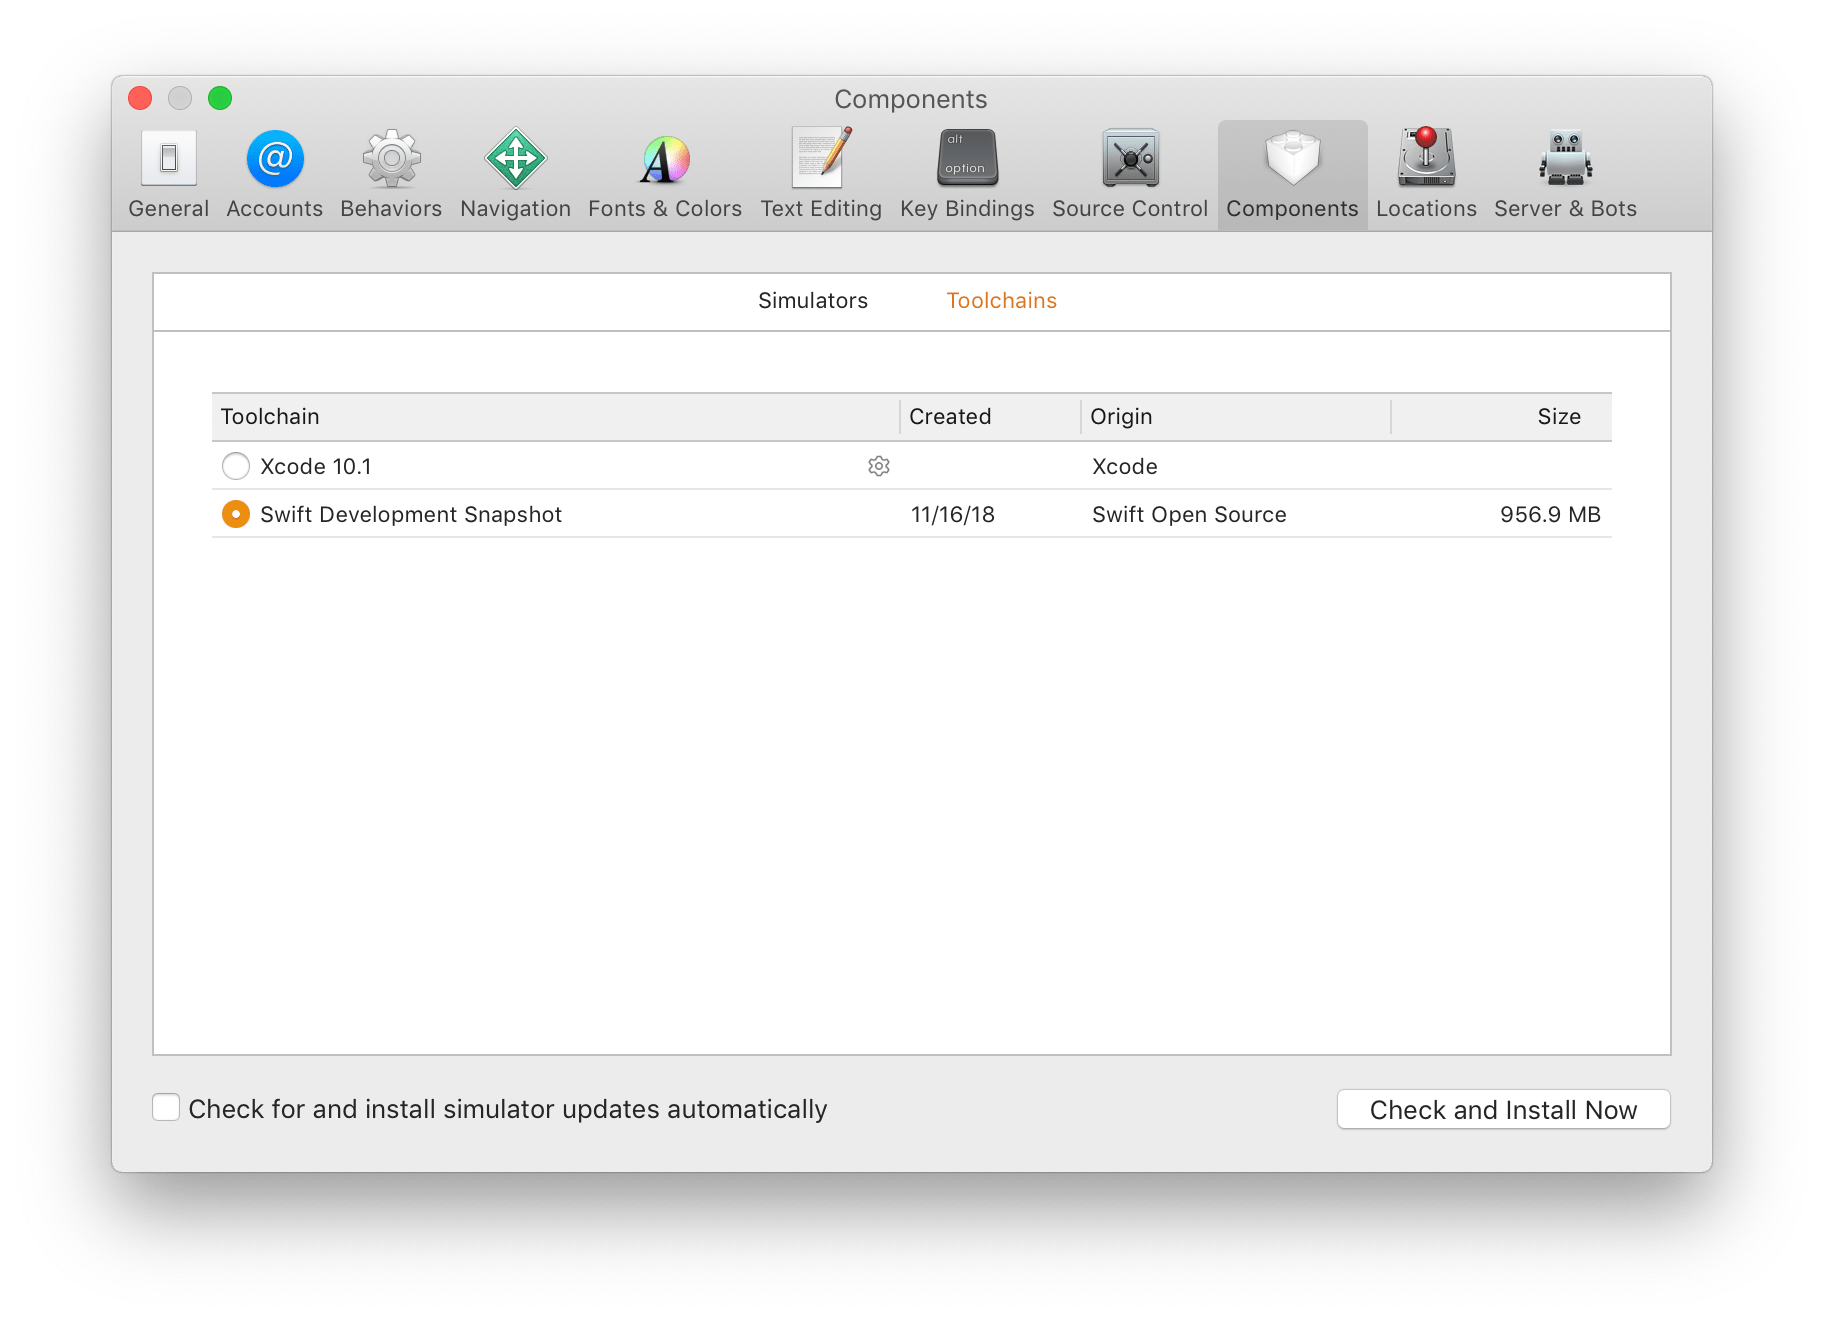 Components
alt
option
General Accounts Behaviors Navigation Fonts & Colors Text Editing Key Bindings Source Control Components Locations Server & Bots
Simulators Toolchains
Toolchain Created Origin Size
Xcode 10.1 Xcode
Swift Development Snapshot 11/16/18 Swift Open Source 956.9 MB
Check for and install simulator updates automatically Check and Install Now